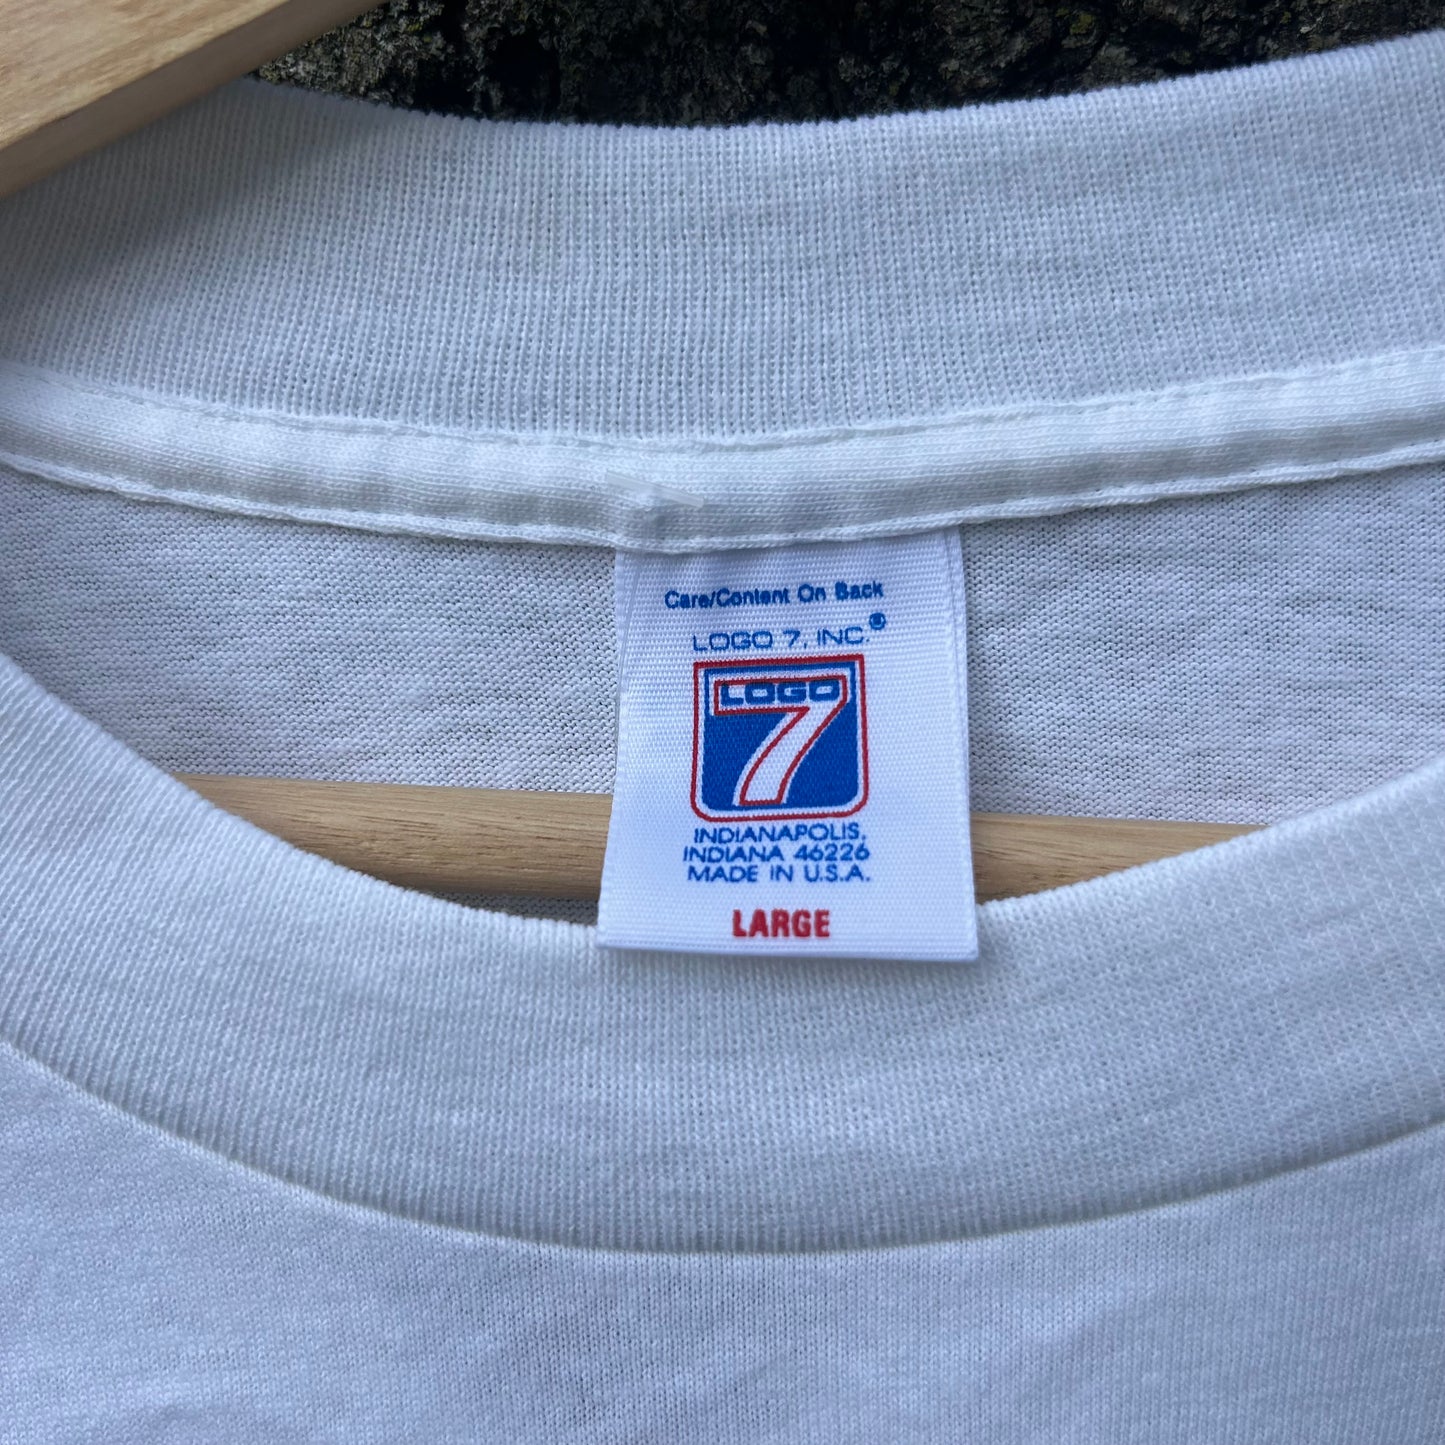 Care/Content On Back
LOGO 7, INC.®
LOGO
7
INDIANAPOLIS,
INDIANA 46226
MADE IN U.S.A.
LARGE